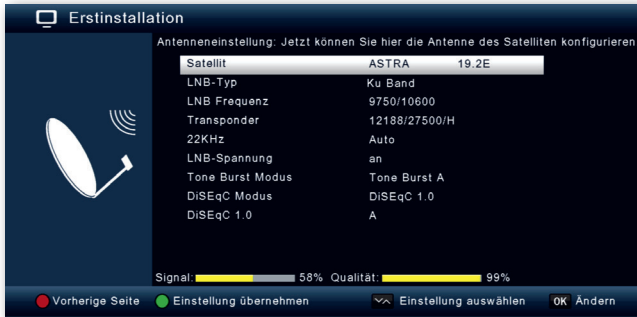 Erstinstallation
Antenneneinstellung: Jetzt können Sie hier die Antenne des Satelliten konfigurieren
Satellit ASTRA 19.2E
LNB-Typ Ku Band
LNB Frequenz 9750/10600
Transponder 12188/27500/H
22KHz Auto
LNB-Spannung an
Tone Burst Modus Tone Burst A
DiSEqC Modus DiSEqC 1.0
DiSEqC 1.0 A
Signal: 58% Qualität: 99%
Vorherige Seite Einstellung übernehmen Einstellung auswählen OK Ändern